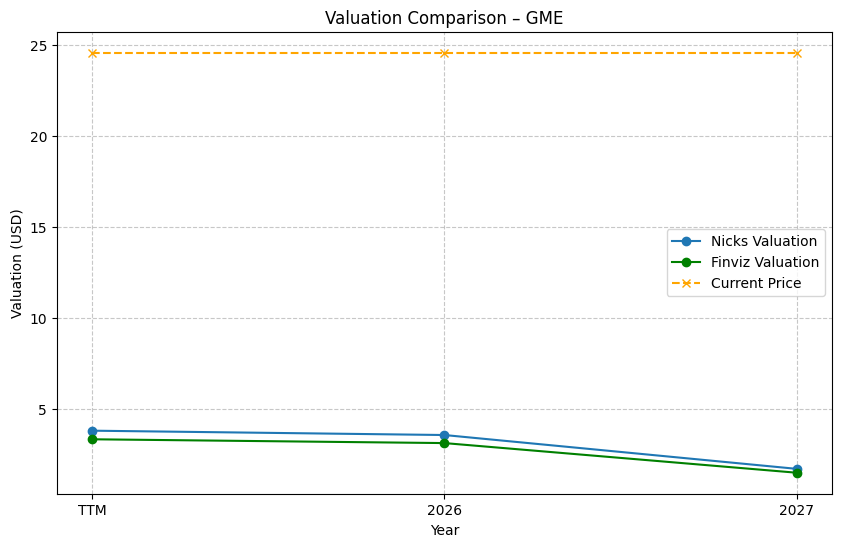 Valuation Comparison – GME
Valuation (USD)
25
20
15
10
5
Nicks Valuation
Finviz Valuation
Current Price
TTM
2026
2027
Year